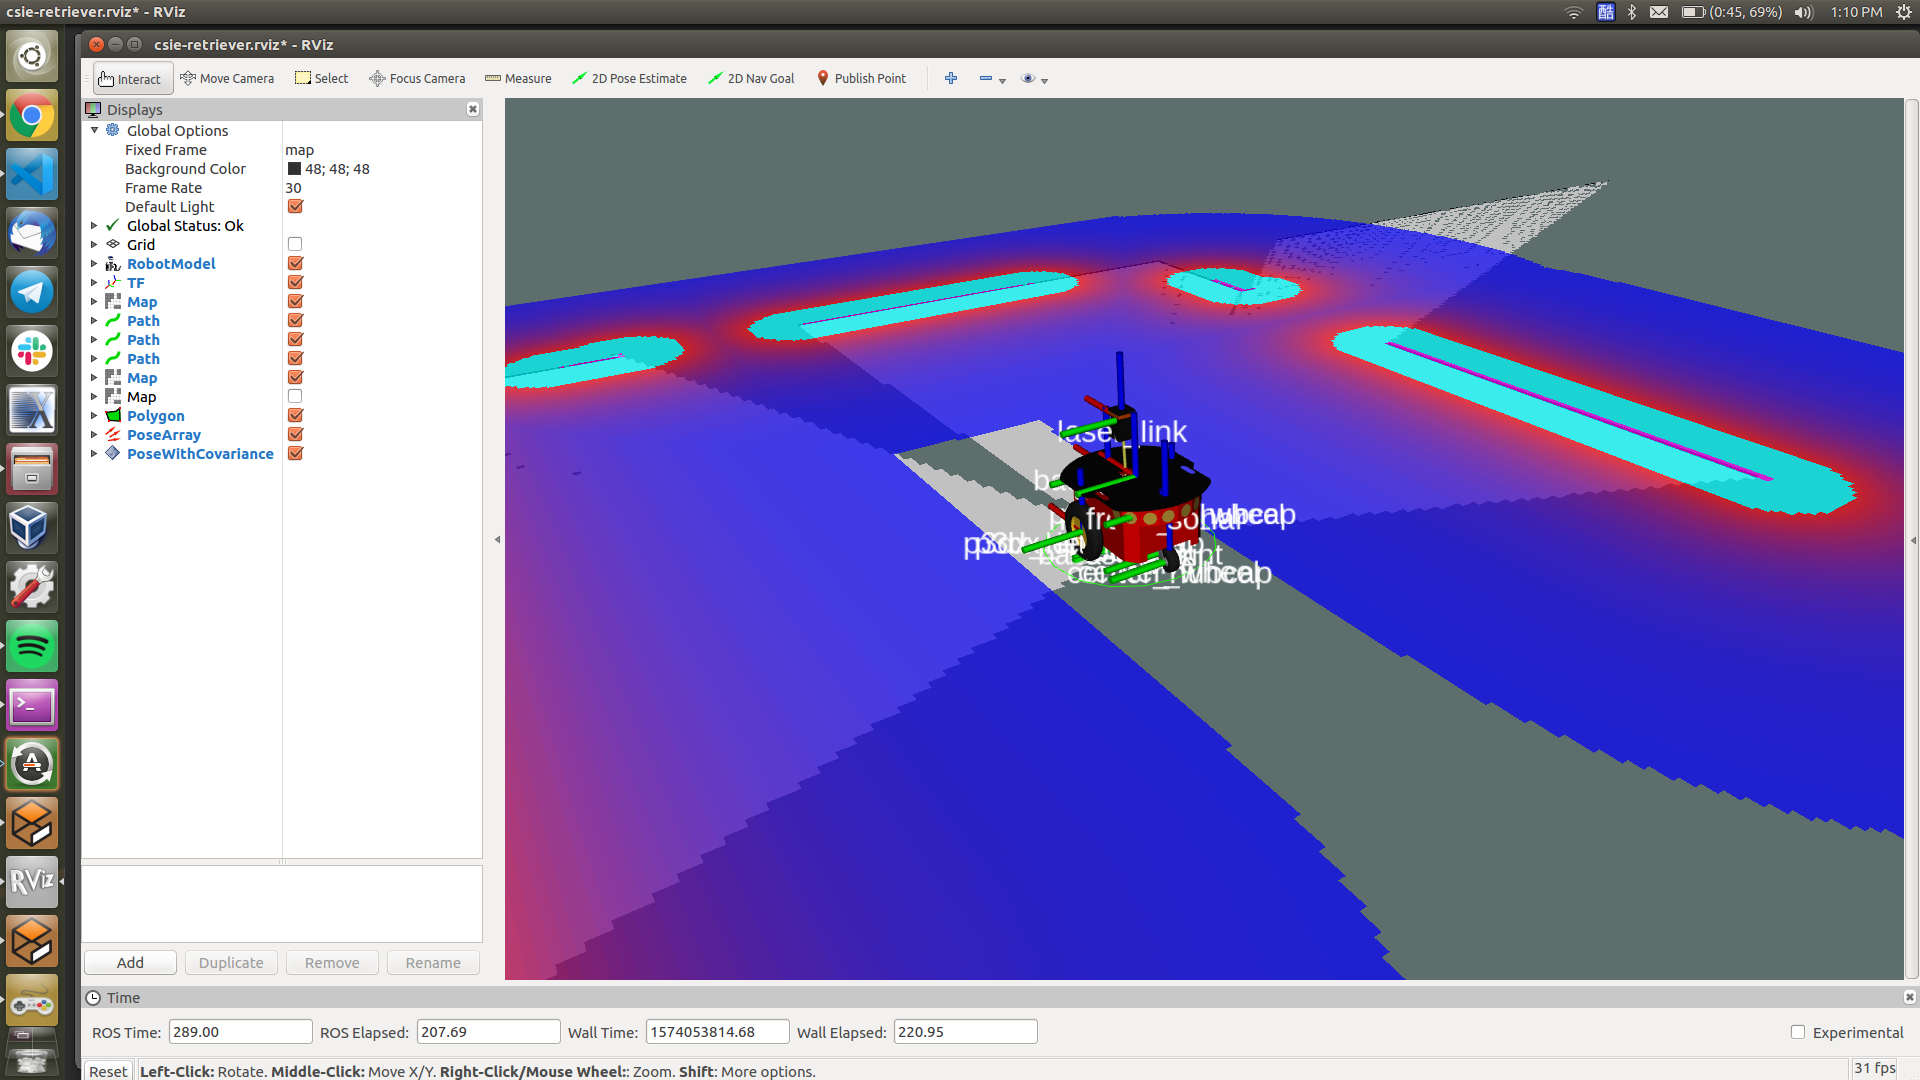 csie-retriever.rviz* - RViz
酷
(0:45, 69%)
1:10 PM
csie-retriever.rviz* - RViz
Interact
Move Camera
Select
Focus Camera
Measure
2D Pose Estimate
2D Nav Goal
Publish Point
Displays
Global Options
Fixed Frame map
Background Color 48; 48; 48
Frame Rate 30
Default Light
Global Status: Ok
Grid
RobotModel
TF
Map
Path
Path
Path
Map
Map
Polygon
PoseArray
PoseWithCovariance
Add
Duplicate
Remove
Rename
RViz
link
Time
ROS Time: 289.00
ROS Elapsed: 207.69
Wall Time: 1574053814.68
Wall Elapsed: 220.95
Experimental
Reset
Left-Click: Rotate. Middle-Click: Move X/Y. Right-Click/Mouse Wheel:: Zoom. Shift: More options.
31 fps